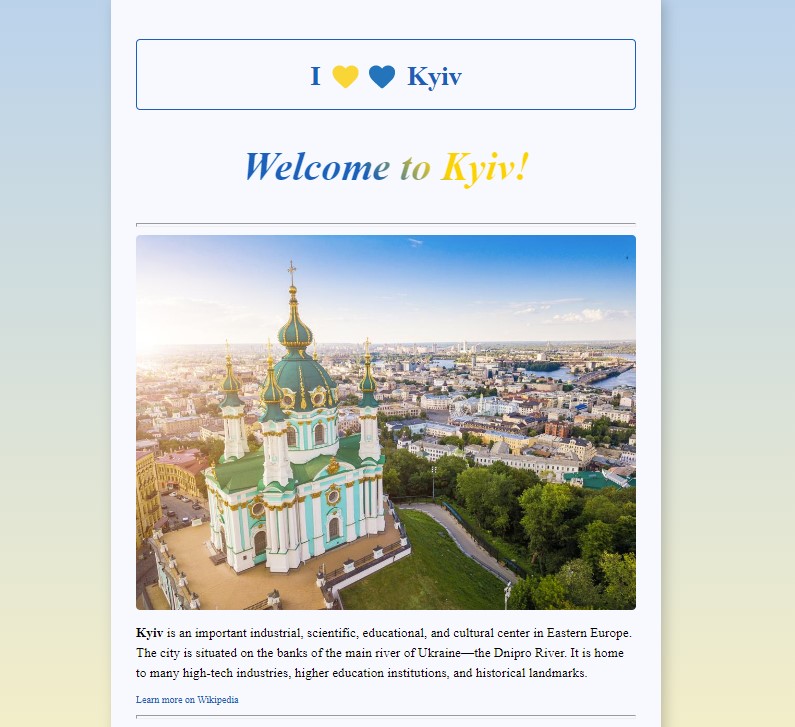 I 💛 💙 Kyiv
Welcome to Kyiv!
Kyiv is an important industrial, scientific, educational, and cultural center in Eastern Europe.
The city is situated on the banks of the main river of Ukraine—the Dnipro River. It is home
to many high-tech industries, higher education institutions, and historical landmarks.
Learn more on Wikipedia